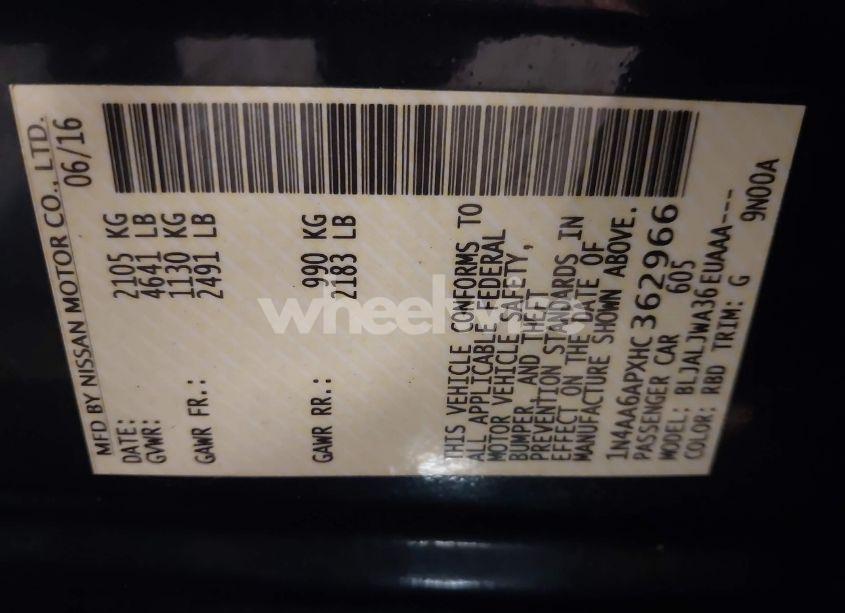 MFD BY NISSAN MOTOR CO., LTD.
DATE: 06/16
GVWR: 2105 KG
4641 LB
GAWR FR.: 1130 KG
2491 LB
GAWR RR.: 990 KG
2183 LB
THIS VEHICLE CONFORMS TO
ALL APPLICABLE FEDERAL
MOTOR VEHICLE SAFETY,
BUMPER, AND THEFT
PREVENTION STANDARDS IN
EFFECT ON THE DATE OF
MANUFACTURE SHOWN ABOVE.
1N4AA6APXHC362966
PASSENGER CAR 605
MODEL: BLJALJWA36EUAAA---
COLOR: RBD TRIM: G 9N00A